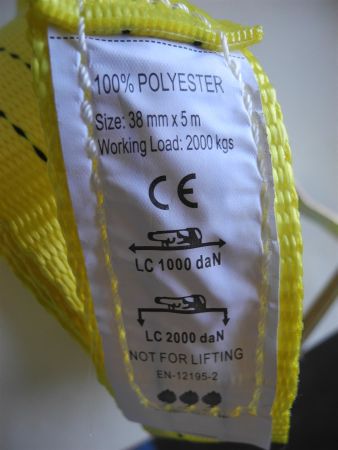 100% POLYESTER
Size: 38 mm x 5 m
Working Load: 2000 kgs
CE
LC 1000 daN
LC 2000 daN
NOT FOR LIFTING
EN-12195-2